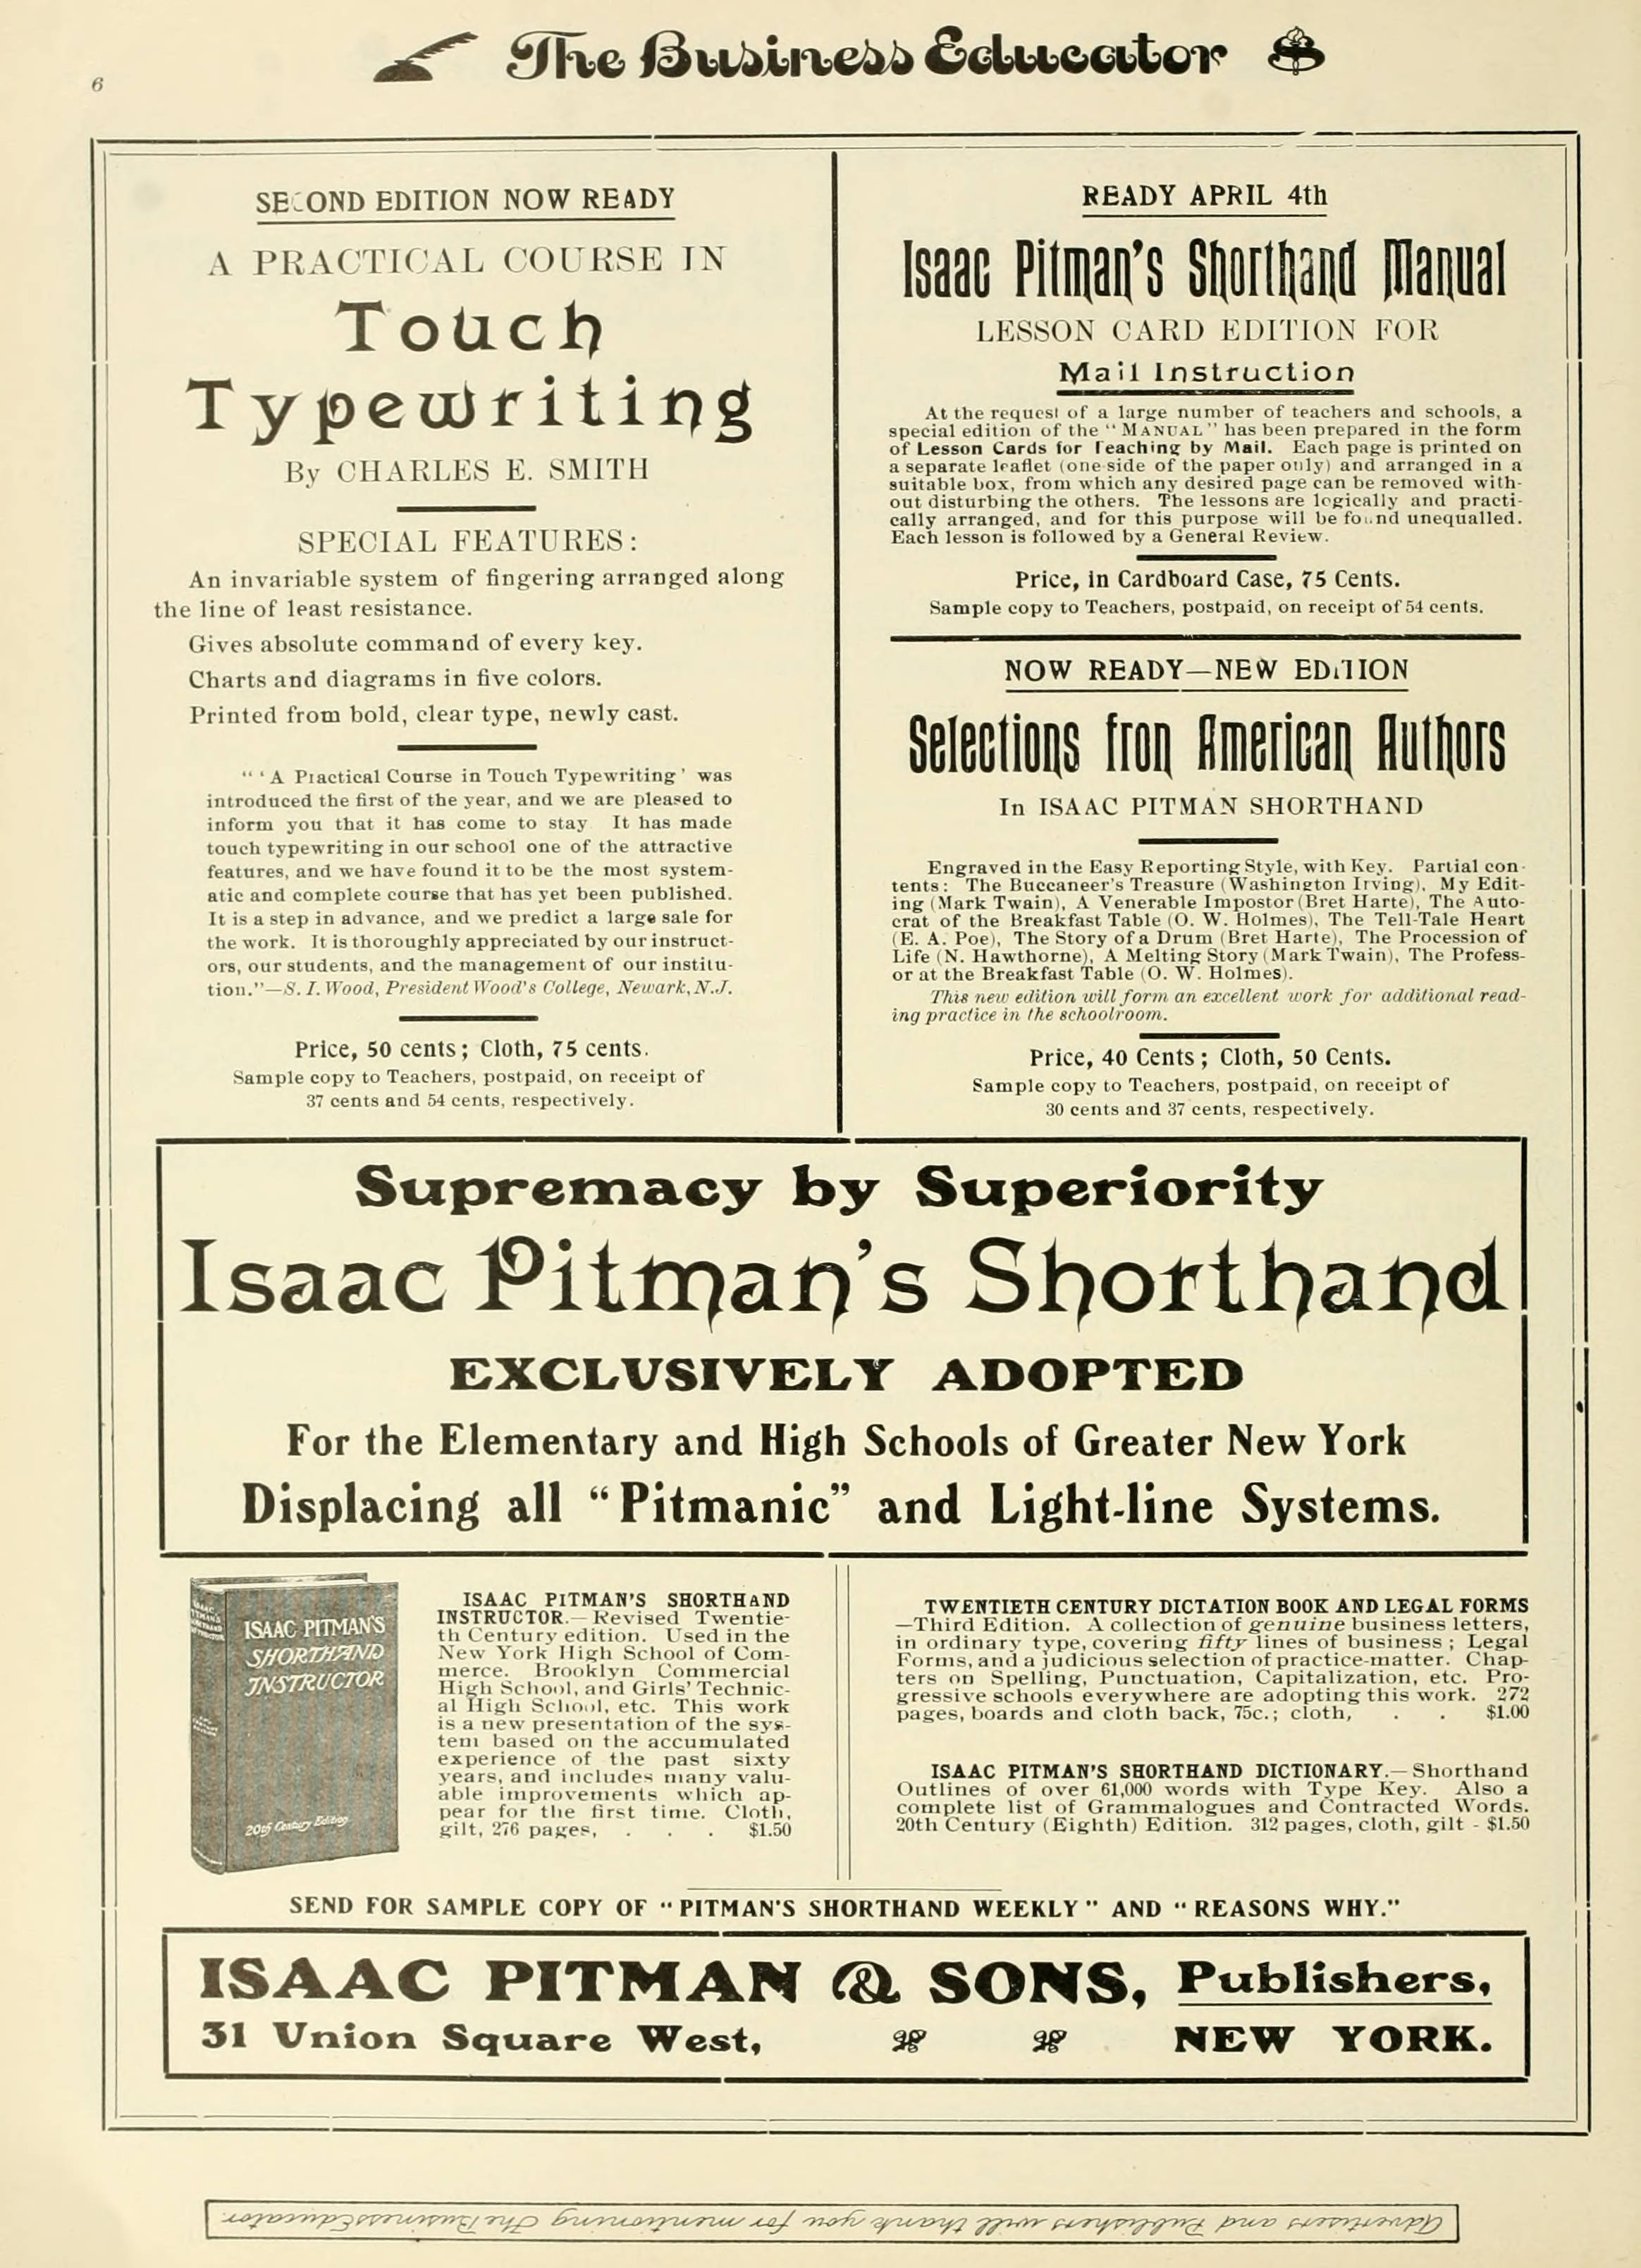 6
The Business Educator
SECOND EDITION NOW READY
A PRACTICAL COURSE IN
Touch
Typewriting
By CHARLES E. SMITH
SPECIAL FEATURES:
An invariable system of fingering arranged along
the line of least resistance.
Gives absolute command of every key.
Charts and diagrams in five colors.
Printed from bold, clear type, newly cast.
"'A Practical Course in Touch Typewriting' was
introduced the first of the year, and we are pleased to
inform you that it has come to stay It has made
touch typewriting in our school one of the attractive
features, and we have found it to be the most system-
atic and complete course that has yet been published.
It is a step in advance, and we predict a large sale for
the work. It is thoroughly appreciated by our instruct-
ors, our students, and the management of our institu-
tion."—S. I. Wood, President Wood's College, Newark, N.J.
Price, 50 cents; Cloth, 75 cents.
Sample copy to Teachers, postpaid, on receipt of
37 cents and 54 cents, respectively.
READY APRIL 4th
Isaac Pitman's Shorthand Manual
LESSON CARD EDITION FOR
Mail Instruction
At the request of a large number of teachers and schools, a
special edition of the "MANUAL" has been prepared in the form
of Lesson Cards for Teaching by Mail. Each page is printed on
a separate leaflet (one side of the paper only) and arranged in a
suitable box, from which any desired page can be removed with-
out disturbing the others. The lessons are logically and practi-
cally arranged, and for this purpose will be found unequalled.
Each lesson is followed by a General Review.
Price, in Cardboard Case, 75 Cents.
Sample copy to Teachers, postpaid, on receipt of 54 cents.
NOW READY—NEW EDITION
Selections fron American Authors
In ISAAC PITMAN SHORTHAND
Engraved in the Easy Reporting Style, with Key. Partial con-
tents: The Buccaneer's Treasure (Washington Irving), My Edit-
ing (Mark Twain), A Venerable Impostor (Bret Harte), The Auto-
crat of the Breakfast Table (O. W. Holmes), The Tell-Tale Heart
(E. A. Poe), The Story of a Drum (Bret Harte), The Procession of
Life (N. Hawthorne), A Melting Story (Mark Twain), The Profess-
or at the Breakfast Table (O. W. Holmes).
This new edition will form an excellent work for additional read-
ing practice in the schoolroom.
Price, 40 Cents; Cloth, 50 Cents.
Sample copy to Teachers, postpaid, on receipt of
30 cents and 37 cents, respectively.
Supremacy by Superiority
Isaac Pitman's Shorthand
EXCLUSIVELY ADOPTED
For the Elementary and High Schools of Greater New York
Displacing all "Pitmanic" and Light-line Systems.
ISAAC PITMAN'S
SHORTHAND
INSTRUCTOR
20th Century Edition
ISAAC PITMAN'S SHORTHAND
INSTRUCTOR.—Revised Twentie-
th Century edition. Used in the
New York High School of Com-
merce. Brooklyn Commercial
High School, and Girls' Technic-
al High School, etc. This work
is a new presentation of the sys-
tem based on the accumulated
experience of the past sixty
years, and includes many valu-
able improvements which ap-
pear for the first time. Cloth,
gilt, 276 pages, . . . $1.50
TWENTIETH CENTURY DICTATION BOOK AND LEGAL FORMS
—Third Edition. A collection of genuine business letters,
in ordinary type, covering fifty lines of business; Legal
Forms, and a judicious selection of practice-matter. Chap-
ters on Spelling, Punctuation, Capitalization, etc. Pro-
gressive schools everywhere are adopting this work. 272
pages, boards and cloth back, 75c.; cloth, . . $1.00
ISAAC PITMAN'S SHORTHAND DICTIONARY.—Shorthand
Outlines of over 61,000 words with Type Key. Also a
complete list of Grammalogues and Contracted Words.
20th Century (Eighth) Edition. 312 pages, cloth, gilt - $1.50
SEND FOR SAMPLE COPY OF "PITMAN'S SHORTHAND WEEKLY" AND "REASONS WHY."
ISAAC PITMAN & SONS, Publishers,
31 Union Square West, NEW YORK.
Advertisers and Publishers will thank you for mentioning The Business Educator.